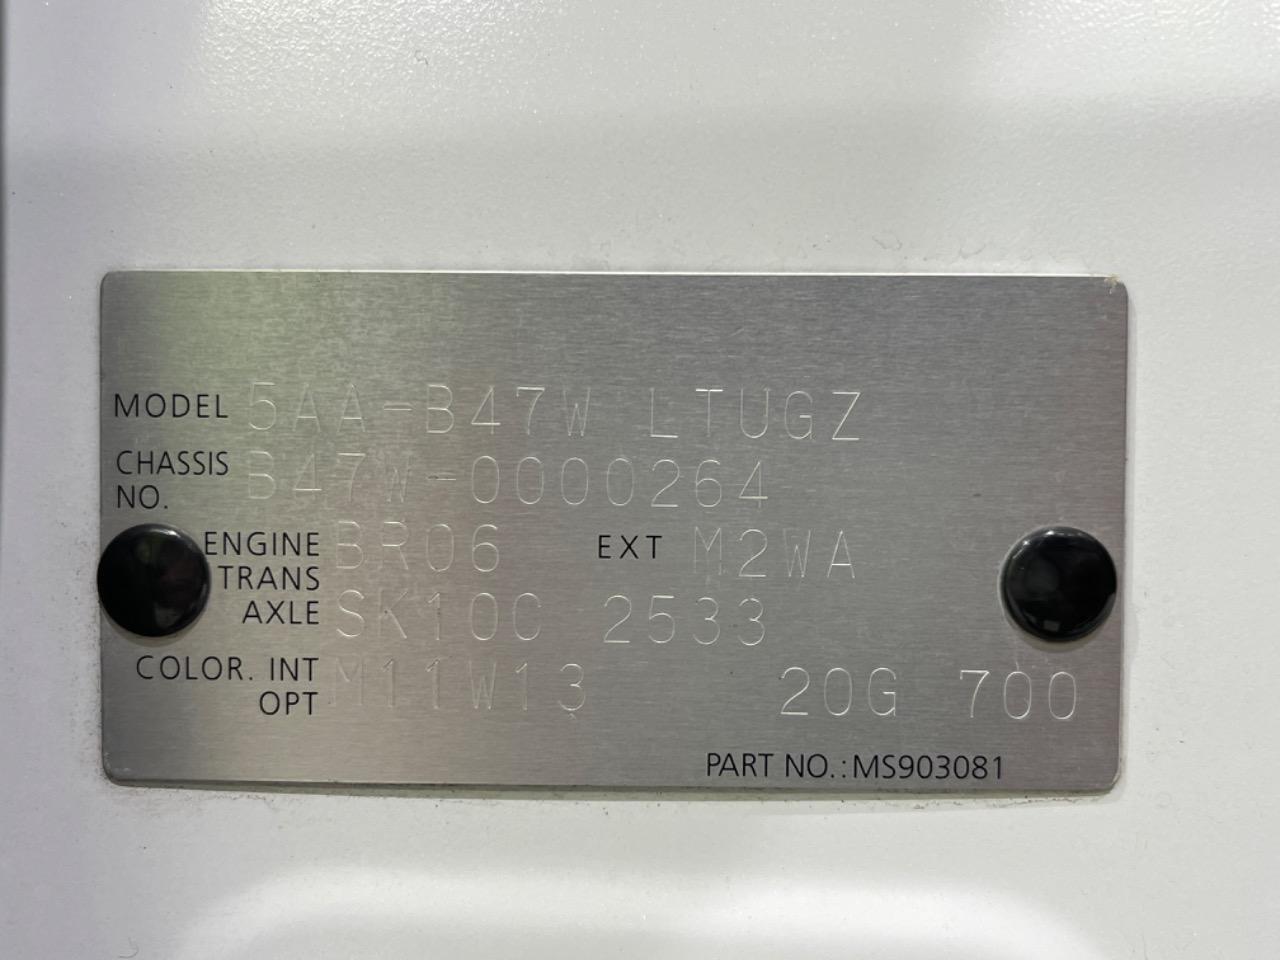 MODEL 5AA-B47W LTUGZ
CHASSIS NO. B47W-0000264
ENGINE BR06 EXT M2WA
TRANS
AXLE SK10C 2533
COLOR. INT M11W13 20G 700
OPT
PART NO.:MS903081